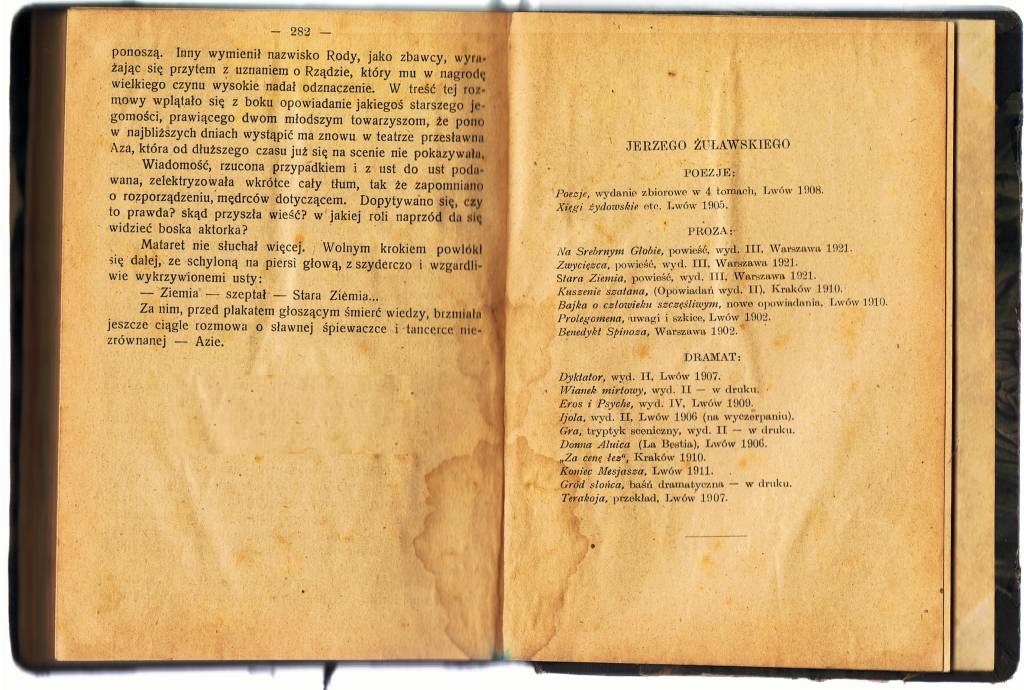 — 282 —
ponoszą. Inny wymienił nazwisko Rody, jako zbawcy, wyra-
żając się przytem z uznaniem o Rządzie, który mu w nagrodę
wielkiego czynu wysokie nadał odznaczenie. W treść tej roz-
mowy wplątało się z boku opowiadanie jakiegoś starszego je-
gomości, prawiącego dwom młodszym towarzyszom, że pono
w najbliższych dniach wystąpić ma znowu w teatrze przesławna
Aza, która od dłuższego czasu już się na scenie nie pokazywała.
Wiadomość, rzucona przypadkiem i z ust do ust poda-
wana, zelektryzowała wkrótce cały tłum, tak że zapomniano
o rozporządzeniu, mędrców dotyczącem. Dopytywano się, czy
to prawda? skąd przyszła wieść? w jakiej roli naprzód da się
widzieć boska aktorka?
Mataret nie słuchał więcej. Wolnym krokiem powlókł
się dalej, ze schyloną na piersi głową, z szyderczo i wzgardli-
wie wykrzywionemi usty:
— Ziemia — szeptał — Stara Ziemia...
Za nim, przed plakatem głoszącym śmierć wiedzy, brzmiała
jeszcze ciągle rozmowa o sławnej śpiewaczce i tancerce nie-
zrównanej — Azie.
JERZEGO ŻUŁAWSKIEGO
POEZJE:
Poezje, wydanie zbiorowe w 4 tomach, Lwów 1908.
Xięgi żydowskie etc. Lwów 1905.
PROZA:
Na Srebrnym Globie, powieść, wyd. III. Warszawa 1921.
Zwycięzca, powieść, wyd. III. Warszawa 1921.
Stara Ziemia, powieść, wyd. III. Warszawa 1921.
Kuszenie szatana, (Opowiadań wyd. II), Kraków 1910.
Bajka o człowieku szczęśliwym, nowe opowiadania, Lwów 1910.
Prolegomena, uwagi i szkice, Lwów 1902.
Benedykt Spinoza, Warszawa 1902.
DRAMAT:
Dyktator, wyd. II, Lwów 1907.
Wianek mirtowy, wyd. II — w druku.
Eros i Psyche, wyd. IV, Lwów 1909.
Ijola, wyd. II, Lwów 1906 (na wyczerpaniu).
Gra, tryptyk sceniczny, wyd. II — w druku.
Donna Aluica (La Bestia), Lwów 1906.
„Za cenę łez", Kraków 1910.
Koniec Mesjasza, Lwów 1911.
Gród słońca, baśń dramatyczna — w druku.
Terakoja, przekład, Lwów 1907.